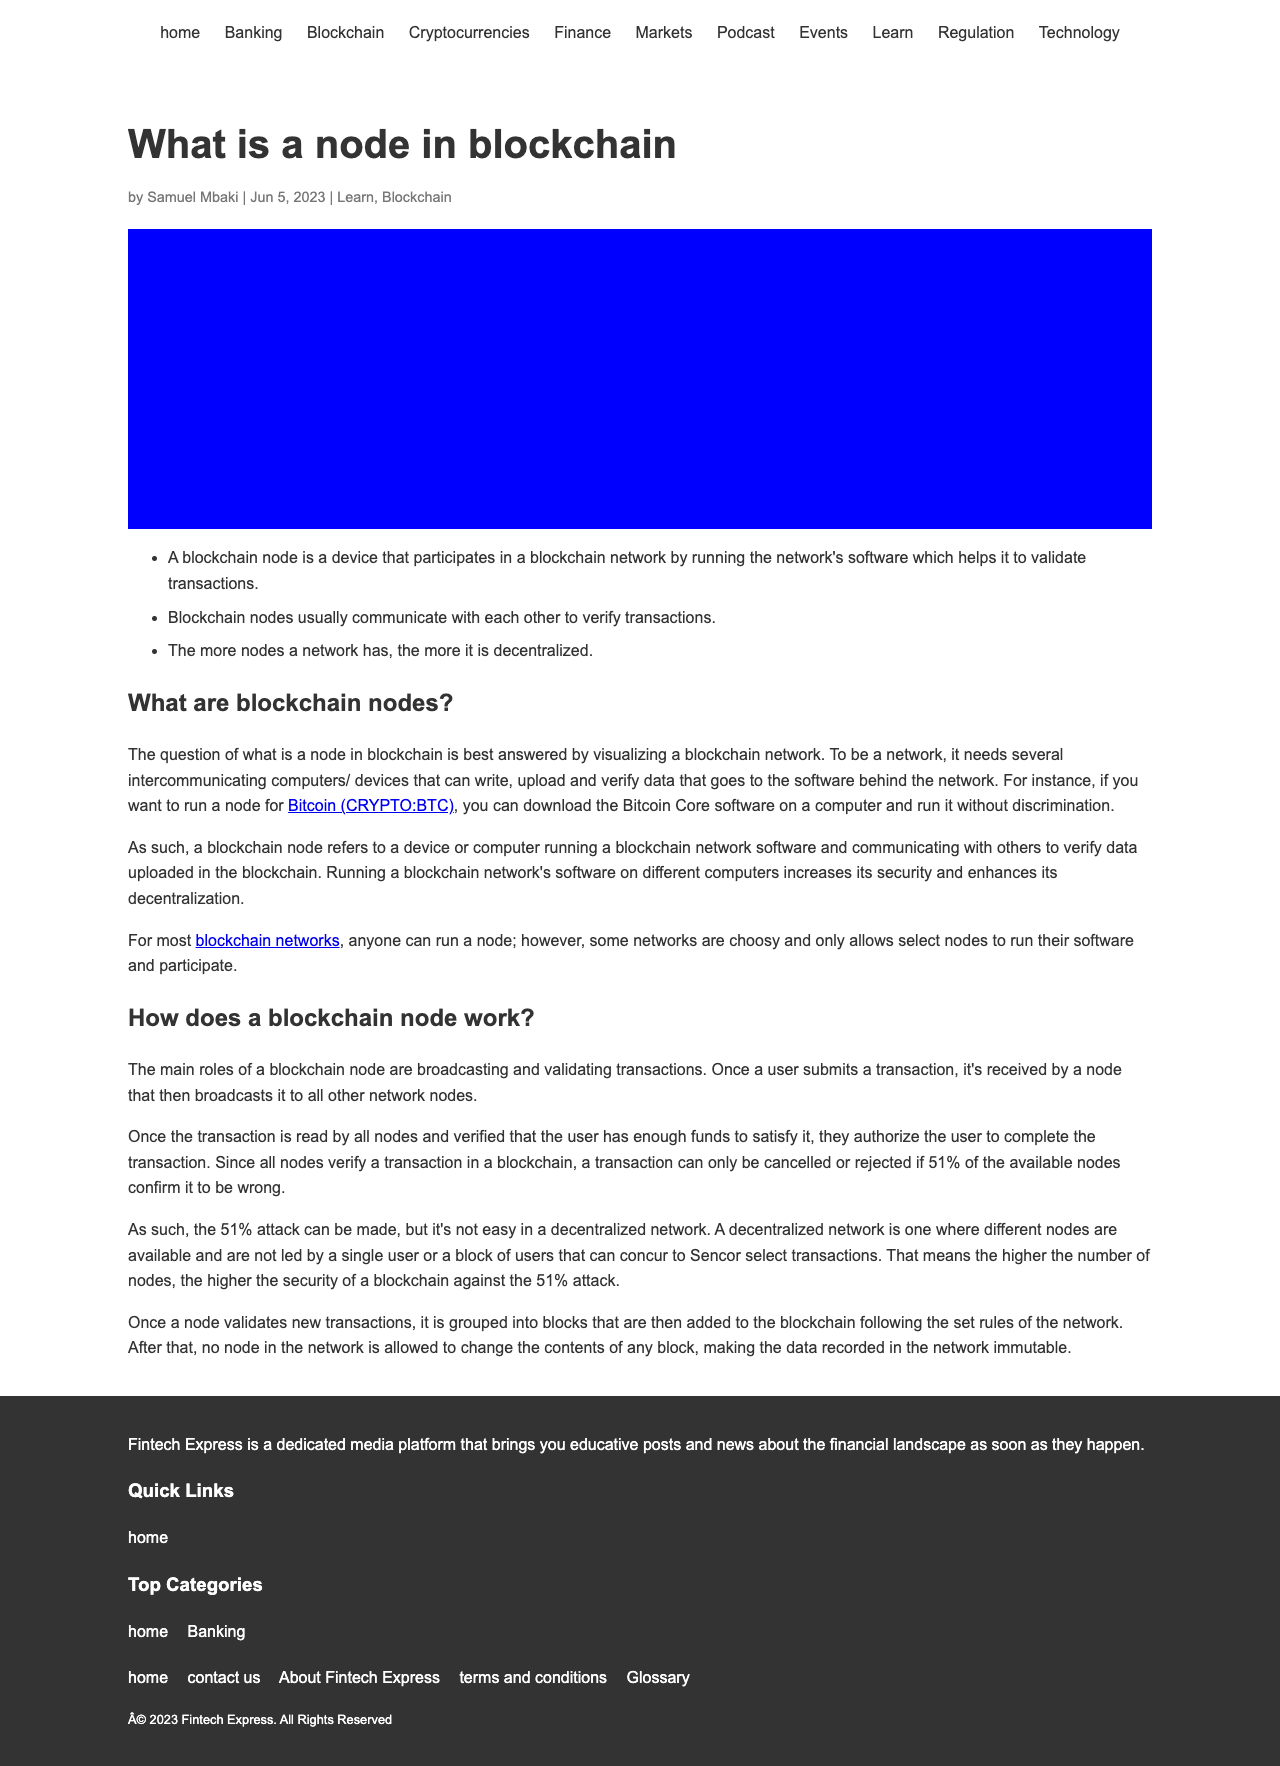 home Banking Blockchain Cryptocurrencies Finance Markets Podcast Events Learn Regulation Technology
What is a node in blockchain
by Samuel Mbaki | Jun 5, 2023 | Learn, Blockchain
• A blockchain node is a device that participates in a blockchain network by running the network's software which helps it to validate
transactions.
• Blockchain nodes usually communicate with each other to verify transactions.
• The more nodes a network has, the more it is decentralized.
What are blockchain nodes?
The question of what is a node in blockchain is best answered by visualizing a blockchain network. To be a network, it needs several
intercommunicating computers/ devices that can write, upload and verify data that goes to the software behind the network. For instance, if you
want to run a node for Bitcoin (CRYPTO:BTC), you can download the Bitcoin Core software on a computer and run it without discrimination.
As such, a blockchain node refers to a device or computer running a blockchain network software and communicating with others to verify data
uploaded in the blockchain. Running a blockchain network's software on different computers increases its security and enhances its
decentralization.
For most blockchain networks, anyone can run a node; however, some networks are choosy and only allows select nodes to run their software
and participate.
How does a blockchain node work?
The main roles of a blockchain node are broadcasting and validating transactions. Once a user submits a transaction, it's received by a node
that then broadcasts it to all other network nodes.
Once the transaction is read by all nodes and verified that the user has enough funds to satisfy it, they authorize the user to complete the
transaction. Since all nodes verify a transaction in a blockchain, a transaction can only be cancelled or rejected if 51% of the available nodes
confirm it to be wrong.
As such, the 51% attack can be made, but it's not easy in a decentralized network. A decentralized network is one where different nodes are
available and are not led by a single user or a block of users that can concur to Sencor select transactions. That means the higher the number of
nodes, the higher the security of a blockchain against the 51% attack.
Once a node validates new transactions, it is grouped into blocks that are then added to the blockchain following the set rules of the network.
After that, no node in the network is allowed to change the contents of any block, making the data recorded in the network immutable.
Fintech Express is a dedicated media platform that brings you educative posts and news about the financial landscape as soon as they happen.
Quick Links
home
Top Categories
home Banking
home contact us About Fintech Express terms and conditions Glossary
Â© 2023 Fintech Express. All Rights Reserved